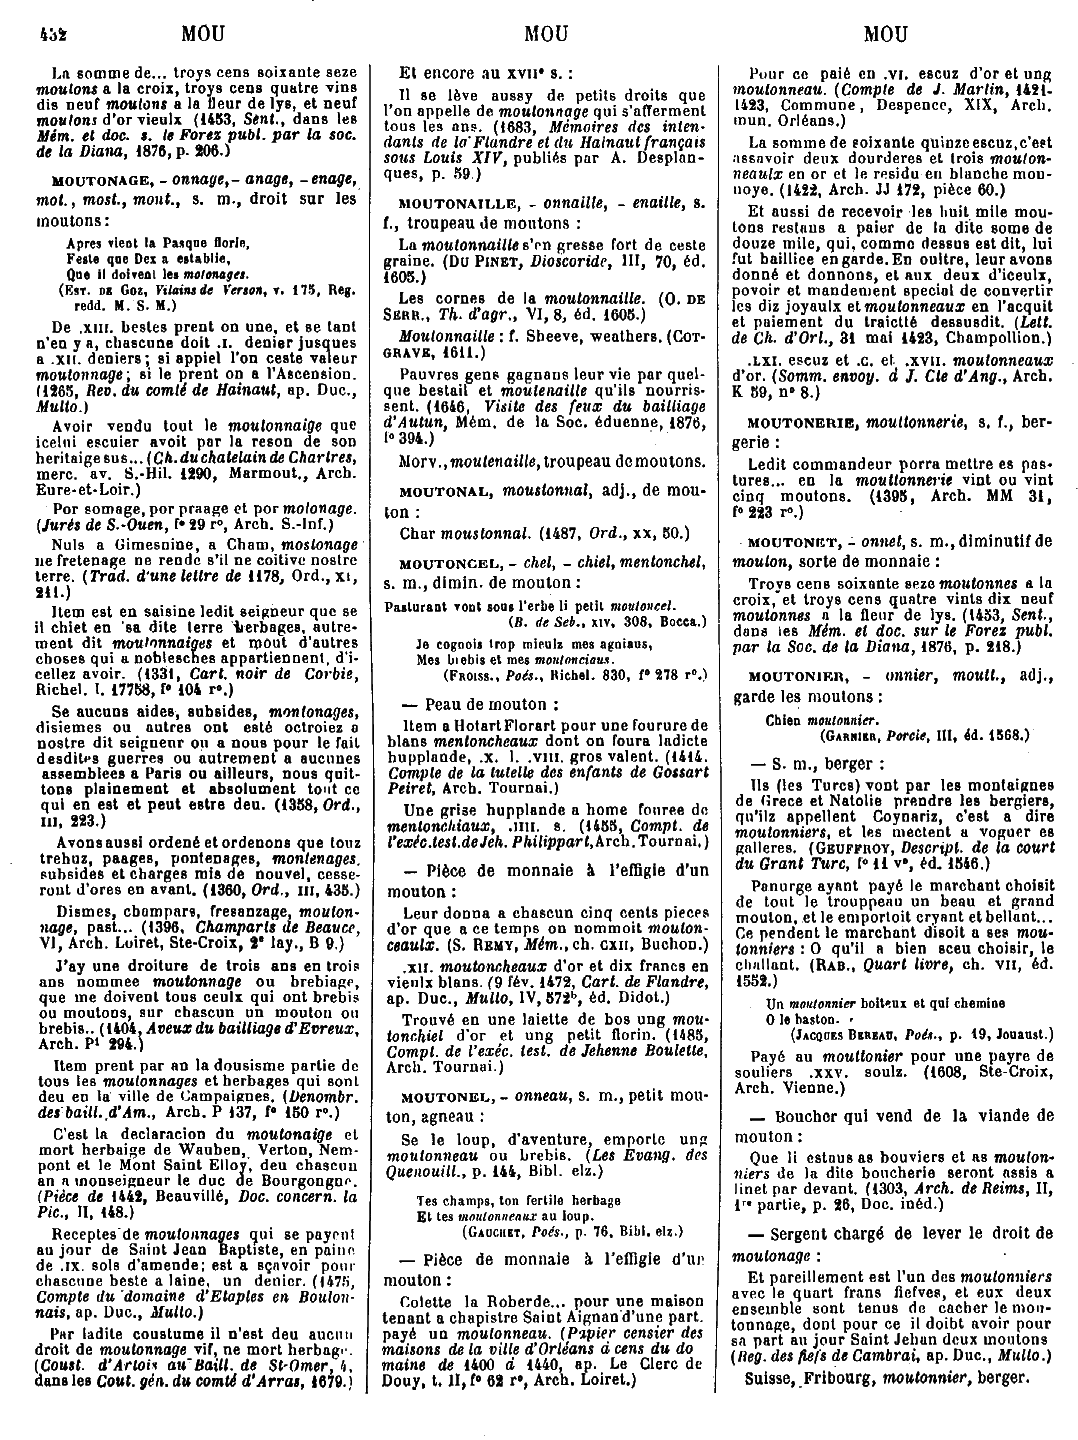 432 MOU MOU MOU
La somme de... troys cens soixante seze
moutons a la croix, troys cens quatre vins
dis neuf moutons a la fleur de lys, et neuf
moutons d'or vieulx (1453, Sent., dans les
Mém. et doc. s. le Forez publ. par la soc.
de la Diana, 1876, p. 206.)
MOUTONAGE, - onnage, - anage, - enage,
mot., most., mont., s. m., droit sur les
moutons :
Apres vient la Pasque florie,
Feste que Dex a establie,
Que il doivent les motonages.
(EST. DE GOZ, Vilains de Verson, v. 175, Reg.
redd. M. S. M.)
De .XIII. bestes prent on une, et se tant
n'en y a, chascune doit .I. denier jusques
a .XII. deniers ; si appiel l'on ceste valeur
moutonnage ; si le prent on a l'Ascension.
(1265, Rev. du comté de Hainaut, ap. Duc.,
Multo.)
Avoir vendu tout le moutonnaige que
icelui escuier avoit par la reson de son
heritaige sus... (Ch. du chatelain de Chartres,
merc. av. S.-Hil. 1290, Marmout., Arch.
Eure-et-Loir.)
Por somage, por praage et por motonage.
(Jurés de S.-Ouen, f° 29 r°, Arch. S.-Inf.)
Nuls a Gimesnine, a Cham, mostonage
ne fretenage ne rende s'il ne coitive nostre
terre. (Trad. d'une lettre de 1178, Ord., XI,
211.)
Item est en saisine ledit seigneur que se
il chiet en sa dite terre herbages, autre-
ment dit moutonnaiges et mout d'autres
choses qui a noblesches appartiennent, d'i-
cellez avoir. (1331, Cart. noir de Corbie,
Richel. l. 17758, f° 104 r°.)
Se aucuns aides, subsides, montonages,
disiemes ou autres ont esté octroiez a
nostre dit seigneur ou a nous pour le fait
desdites guerres ou autrement a aucunes
assemblees a Paris ou ailleurs, nous quit-
tons plainement et absolument tout ce
qui en est et peut estre deu. (1358, Ord.,
III, 223.)
Avons aussi ordené et ordenons que touz
trehuz, paages, pontenages, montenages,
subsides et charges mis de nouvel, cesse-
ront d'ores en avant. (1360, Ord., III, 435.)
Dismes, champars, fresanzage, mouton-
nage, past... (1396, Champarts de Beauce,
VI, Arch. Loiret, Ste-Croix, 2° lay., B 9.)
J'ay une droiture de trois ans en trois
ans nommee moutonnage ou brebiage,
que me doivent tous ceulx qui ont brebis
ou moutons, sur chascun un mouton ou
brebis.. (1404, Aveux du bailliage d'Evreux,
Arch. P¹ 294.)
Item prent par an la dousisme partie de
tous les moutonnages et herbages qui sont
deu en la ville de Campaignes. (Denombr.
des baill. d'Am., Arch. P 137, f° 150 r°.)
C'est la declaracion du moutonaige et
mort herbaige de Wauben, Verton, Nem-
pont et le Mont Saint Elloy, deu chascun
an a monseigneur le duc de Bourgongne.
(Pièce de 1442, Beauvillé, Doc. concern. la
Pic., II, 148.)
Receptes de moutonnages qui se payent
au jour de Saint Jean Baptiste, en paine
de .IX. sols d'amende; est a sçavoir pour
chascune beste a laine, un denier. (1475,
Compte du domaine d'Etaples en Boulon-
nais, ap. Duc., Multo.)
Par ladite coustume il n'est deu aucun
droit de moutonnage vif, ne mort herbage.
(Coust. d'Artois au Baill. de St-Omer, 4,
dans les Cout. gén. du comté d'Arras, 1679.)
Et encore au XVII° s. :
Il se lève aussy de petits droits que
l'on appelle de moutonnage qui s'afferment
tous les ans. (1683, Mémoires des inten-
dants de la Flandre et du Hainaut français
sous Louis XIV, publiés par A. Desplan-
ques, p. 59.)
MOUTONAILLE, - onnaille, - enaille, s.
f., troupeau de moutons :
La moutonnaille s'en gresse fort de ceste
graine. (DU PINET, Dioscoride, III, 70, éd.
1605.)
Les cornes de la moutonnaille. (O. DE
SERR., Th. d'agr., VI, 8, éd. 1605.)
Moutonnaille : f. Sheeve, weathers. (COT-
GRAVE, 1611.)
Pauvres gens gagnans leur vie par quel-
que bestail et moutenaille qu'ils nourris-
sent. (1646, Visite des feux du bailliage
d'Autun, Mém. de la Soc. éduenne, 1876,
f° 394.)
Morv., moutenaille, troupeau de moutons.
MOUTONAL, moustonnal, adj., de mou-
ton :
Char moustonnal. (1487, Ord., XX, 50.)
MOUTONCEL, - chel, - chiel, mentonchel,
s. m., dimin. de mouton :
Pasturant vont sous l'erbe li petit moutoncel.
(B. de Seb., XIV, 308, Bocca.)
Je cognois trop mieulz mes agniaus,
Mes brebis et mes moutonciaus.
(FROISS., Poés., Richel. 830, f° 278 r°.)
— Peau de mouton :
Item a Hotart Florart pour une fourure de
blans mentoncheaux dont on foura ladicte
hupplande, .X. l. .VIII. gros valent. (1414.
Compte de la tutelle des enfants de Gossart
Peiret, Arch. Tournai.)
Une grise hupplande a home fouree de
mentonchiaux, .IIII. s. (1455, Compt. de
l'exéc. test. de Jeh. Philippart, Arch. Tournai.)
— Pièce de monnaie à l'effigie d'un
mouton :
Leur donna a chascun cinq cents pieces
d'or que a ce temps on nommoit mouton-
ceaulx. (S. REMY, Mém., ch. CXII, Buchon.)
.XII. moutoncheaux d'or et dix francs en
vieulx blans. (9 fév. 1472, Cart. de Flandre,
ap. Duc., Multo, IV, 572ᵇ, éd. Didot.)
Trouvé en une laiette de bos ung mou-
tonchiel d'or et ung petit florin. (1485,
Compt. de l'exéc. test. de Jehenne Boulette,
Arch. Tournai.)
MOUTONEL, - onneau, s. m., petit mou-
ton, agneau :
Se le loup, d'aventure, emporte ung
moutonneau ou brebis. (Les Evang. des
Quenouill., p. 144, Bibl. elz.)
Tes champs, ton fertile herbage
Et tes moutonneaux au loup.
(GAUCHET, Poés., p. 76, Bibl. elz.)
— Pièce de monnaie à l'effigie d'un
mouton :
Colette la Roberde... pour une maison
tenant a chapistre Saint Aignan d'une part.
payé un moutonneau. (Papier censier des
maisons de la ville d'Orléans à cens du do
maine de 1400 à 1440, ap. Le Clerc de
Douy, t. II, f° 62 r°, Arch. Loiret.)
Pour ce paié en .VI. escuz d'or et ung
moutonneau. (Compte de J. Martin, 1421-
1423, Commune, Despence, XIX, Arch.
mun. Orléans.)
La somme de soixante quinze escuz, c'est
assavoir deux dourderes et trois mouton-
neaulx en or et le residu en blanche mon-
noye. (1422, Arch. JJ 172, pièce 60.)
Et aussi de recevoir les huit mile mou-
tons restans a paier de la dite some de
douze mile, qui, comme dessus est dit, lui
fut baillice en garde. En oultre, leur avons
donné et donnons, et aux deux d'iceulx,
povoir et mandement special de convertir
les diz joyaulx et moutonneaux en l'acquit
et paiement du traictté dessusdit. (Lett.
de Ch. d'Orl., 31 mai 1423, Champollion.)
.LXI. escuz et .C. et .XVII. moutonneaux
d'or. (Somm. envoy. à J. Cte d'Ang., Arch.
K 59, n° 8.)
MOUTONERIE, mouttonnerie, s. f., ber-
gerie :
Ledit commandeur porra mettre es pas-
tures... en la mouttonnerie vint ou vint
cinq moutons. (1395, Arch. MM 31,
f° 223 r°.)
MOUTONET, - onnet, s. m., diminutif de
mouton, sorte de monnaie :
Troys cens soixante seze moutonnes a la
croix, et troys cens quatre vints dix neuf
moutonnes a la fleur de lys. (1453, Sent.,
dans les Mém. et doc. sur le Forez publ.
par la Soc. de la Diana, 1876, p. 218.)
MOUTONIER, - onnier, moutt., adj.,
garde les moutons :
Chien moutonnier.
(GARNIER, Porcie, III, éd. 1568.)
— S. m., berger :
Ils (les Turcs) vont par les montaignes
de Grece et Natolie prendre les bergiers,
qu'ilz appellent Coynariz, c'est a dire
moutonniers, et les mectent a voguer es
galleres. (GEUFFROY, Descript. de la court
du Grant Turc, f° 11 v°, éd. 1546.)
Panurge ayant payé le marchant choisit
de tout le trouppeau un beau et grand
mouton, et le emportoit cryant et bellant...
Ce pendent le marchant disoit a ses mou-
tonniers : O qu'il a bien sceu choisir, le
challant. (RAB., Quart livre, ch. VII, éd.
1552.)
Un moutonnier boiteux et qui chemine
O le baston.
(JACQUES BEREAU, Poés., p. 19, Jouaust.)
Payé au mouttonier pour une payre de
souliers .XXV. soulz. (1608, Ste-Croix,
Arch. Vienne.)
— Boucher qui vend de la viande de
mouton :
Que li estaus as bouviers et as mouton-
niers de la dite boucherie seront assis a
linet par devant. (1303, Arch. de Reims, II,
1ʳᵉ partie, p. 26, Doc. inéd.)
— Sergent chargé de lever le droit de
moutonage :
Et pareillement est l'un des moutonniers
avec le quart frans fiefves, et eux deux
ensemble sont tenus de cacher le mou-
tonnage, dont pour ce il doibt avoir pour
sa part au jour Saint Jehan deux moutons
(Reg. des fiefs de Cambrai, ap. Duc., Multo.)
Suisse, Fribourg, moutonnier, berger.